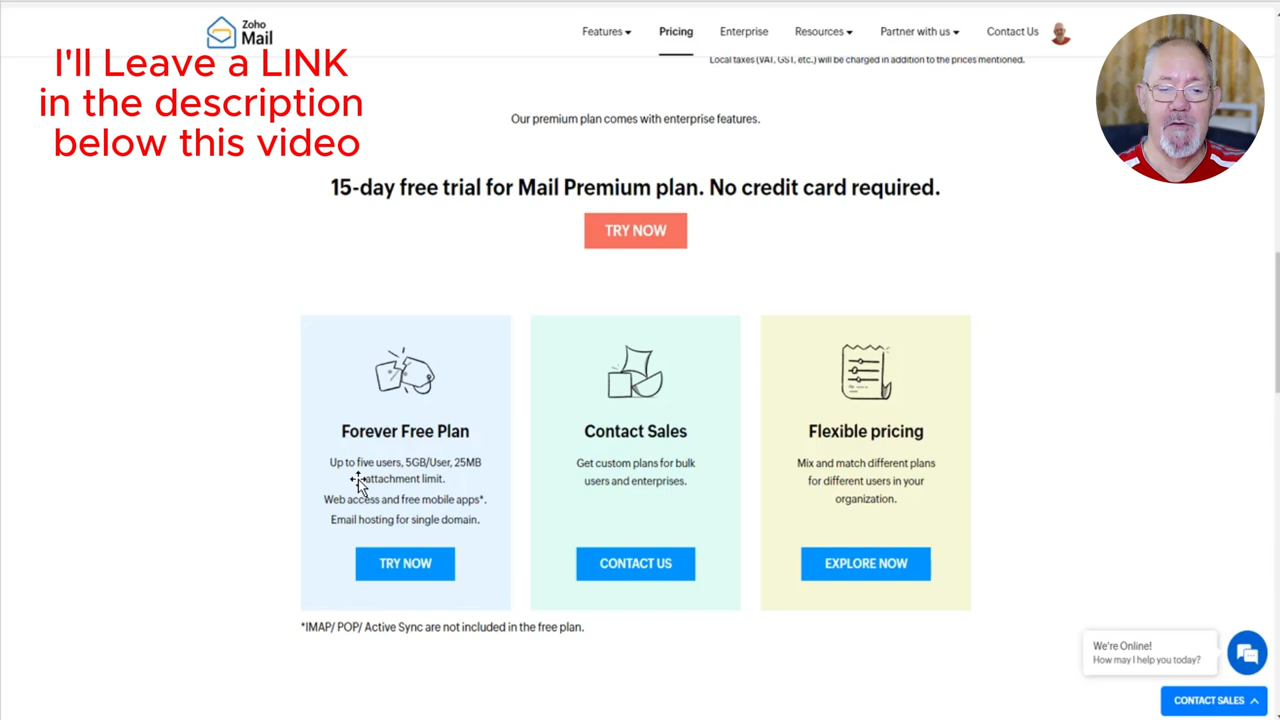 Zoho
Mail
Features
Pricing
Enterprise
Resources
Partner with us
Contact Us
I'll Leave a LINK
in the description
below this video
Local taxes (VAT, GST, etc.) will be charged in addition to the prices mentioned.
Our premium plan comes with enterprise features.
15-day free trial for Mail Premium plan. No credit card required.
TRY NOW
Forever Free Plan
Up to five users, 5GB/User, 25MB
attachment limit.
Web access and free mobile apps*.
Email hosting for single domain.
TRY NOW
Contact Sales
Get custom plans for bulk
users and enterprises.
CONTACT US
Flexible pricing
Mix and match different plans
for different users in your
organization.
EXPLORE NOW
*IMAP/ POP/ Active Sync are not included in the free plan.
We're Online!
How may I help you today?
CONTACT SALES